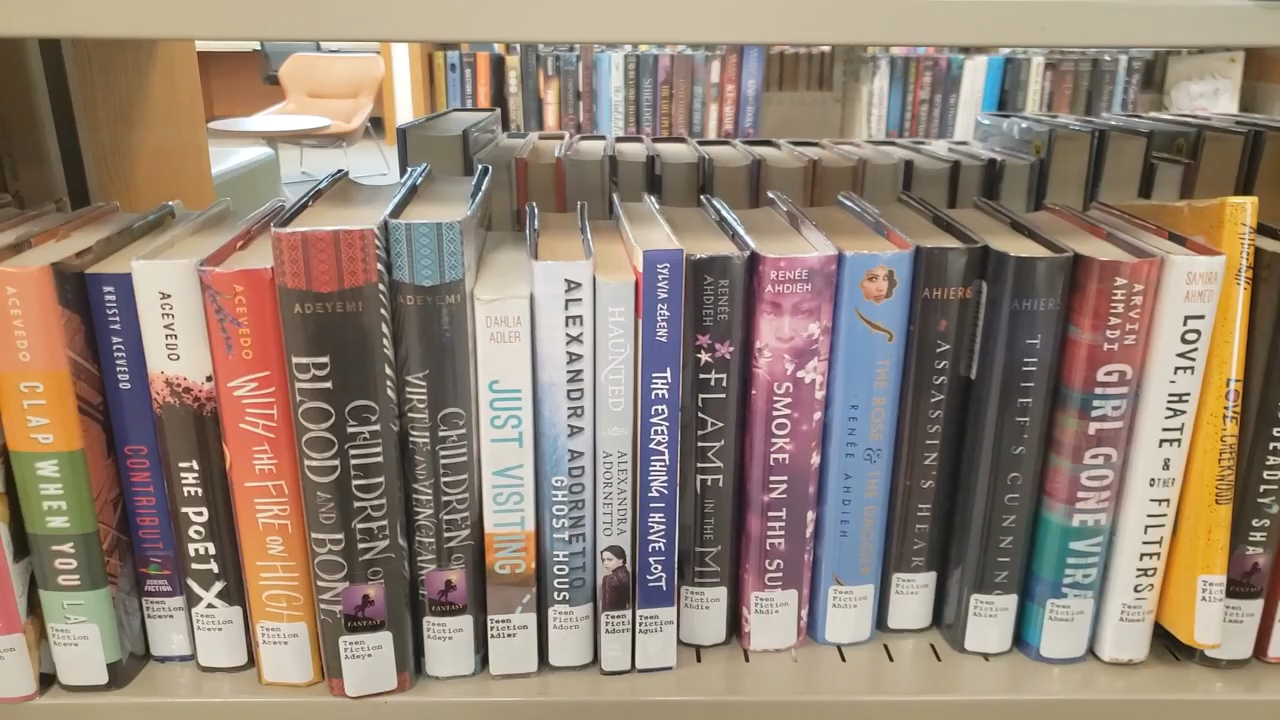 ACEVEDO
CLAP WHEN YOU LA
Teen
Fiction
Aceve
KRISTY ACEVEDO
CONTRIBUTI
SCIENCE
FICTION
Teen
Fiction
Aceve
ACEVEDO
THE POET X
Teen
Fiction
Aceve
ACEVEDO
WITH THE FIRE ON HIGH
Teen
Fiction
Aceve
ADEYEMI
CHILDREN OF
BLOOD AND BONE
FANTASY
Teen
Fiction
Adeye
ADEYEMI
CHILDREN OF
VIRTUE AND VENGEANCE
FANTASY
Teen
Fiction
Adeye
DAHLIA
ADLER
JUST VISITING
Teen
Fiction
Adler
ALEXANDRA ADORNETTO
GHOST HOUSE
Teen
Fiction
Adorn
HAUNTED
ALEXANDRA
ADORNETTO
Teen
Fiction
Adorn
SYLVIA ZÉLENY
THE EVERYTHING I HAVE LOST
Teen
Fiction
Aguil
RENÉE
AHDIEH
FLAME IN THE MI
Teen
Fiction
Ahdie
RENÉE
AHDIEH
SMOKE IN THE SU
Teen
Fiction
Ahdie
THE ROSE & THE DAGGER
RENÉE AHDIEH
Teen
Fiction
Ahdie
AHIERS
ASSASSIN'S HEAR
Teen
Fiction
Ahier
AHIERS
THIEF'S CUNNING
Teen
Fiction
Ahier
ARVIN
AHMADI
GIRL GONE VIRA
Teen
Fiction
Ahmad
SAMIRA
AHMED
LOVE, HATE & OTHER FILTERS
Teen
Fiction
Ahmed
Albertalli
LOVE, CREEKWOOD
Teen
Fiction
Albe
DEADLY SHA
FANTASY